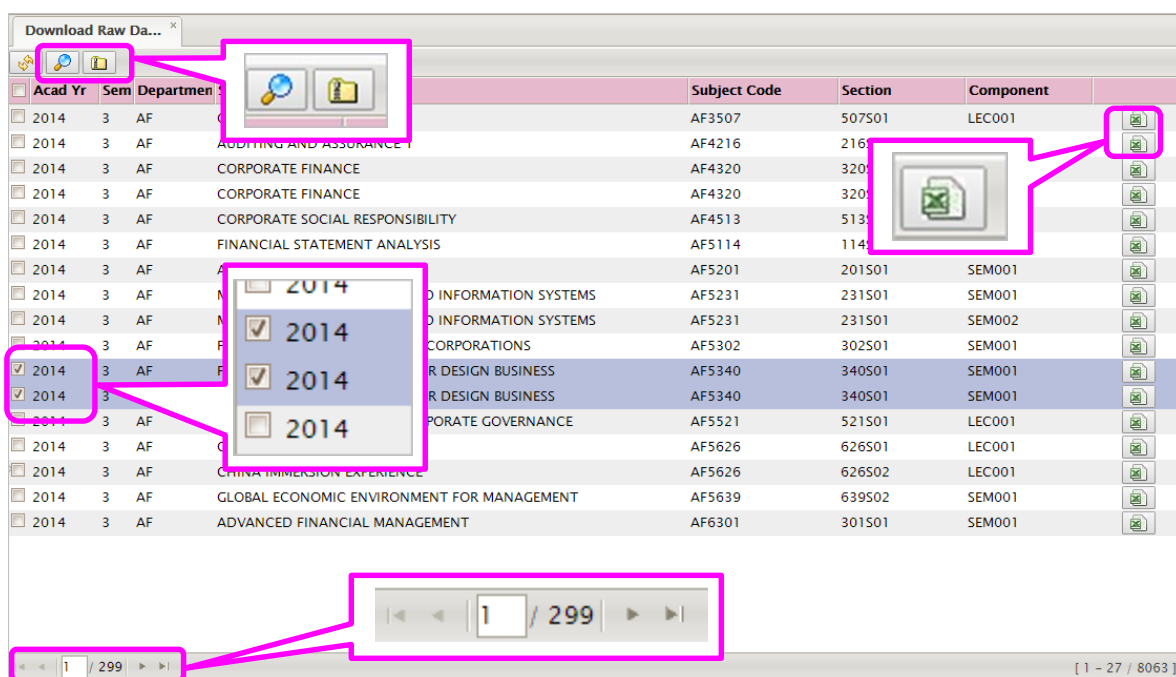 Download Raw Da... ×
Acad Yr Sem Departmen Subject Code Section Component
2014 3 AF AF3507 507S01 LEC001
2014 3 AF AUDITING AND ASSURANCE AF4216
2014 3 AF CORPORATE FINANCE AF4320
2014 3 AF CORPORATE FINANCE AF4320
2014 3 AF CORPORATE SOCIAL RESPONSIBILITY AF4513
2014 3 AF FINANCIAL STATEMENT ANALYSIS AF5114
2014 3 AF AF5201 201S01 SEM001
2014 3 AF INFORMATION SYSTEMS AF5231 231S01 SEM001
2014 3 AF INFORMATION SYSTEMS AF5231 231S01 SEM002
2014 3 AF CORPORATIONS AF5302 302S01 SEM001
2014 3 AF DESIGN BUSINESS AF5340 340S01 SEM001
2014 3 DESIGN BUSINESS AF5340 340S01 SEM001
2014 3 AF GOVERNANCE AF5521 521S01 LEC001
2014 3 AF AF5626 626S01 LEC001
2014 3 AF CHINA IMMERSION EXPERIENCE AF5626 626S02 LEC001
2014 3 AF GLOBAL ECONOMIC ENVIRONMENT FOR MANAGEMENT AF5639 639S02 SEM001
2014 3 AF ADVANCED FINANCIAL MANAGEMENT AF6301 301S01 SEM001
2014
2014
2014
2014
1 / 299
1 / 299
[ 1 - 27 / 8063 ]